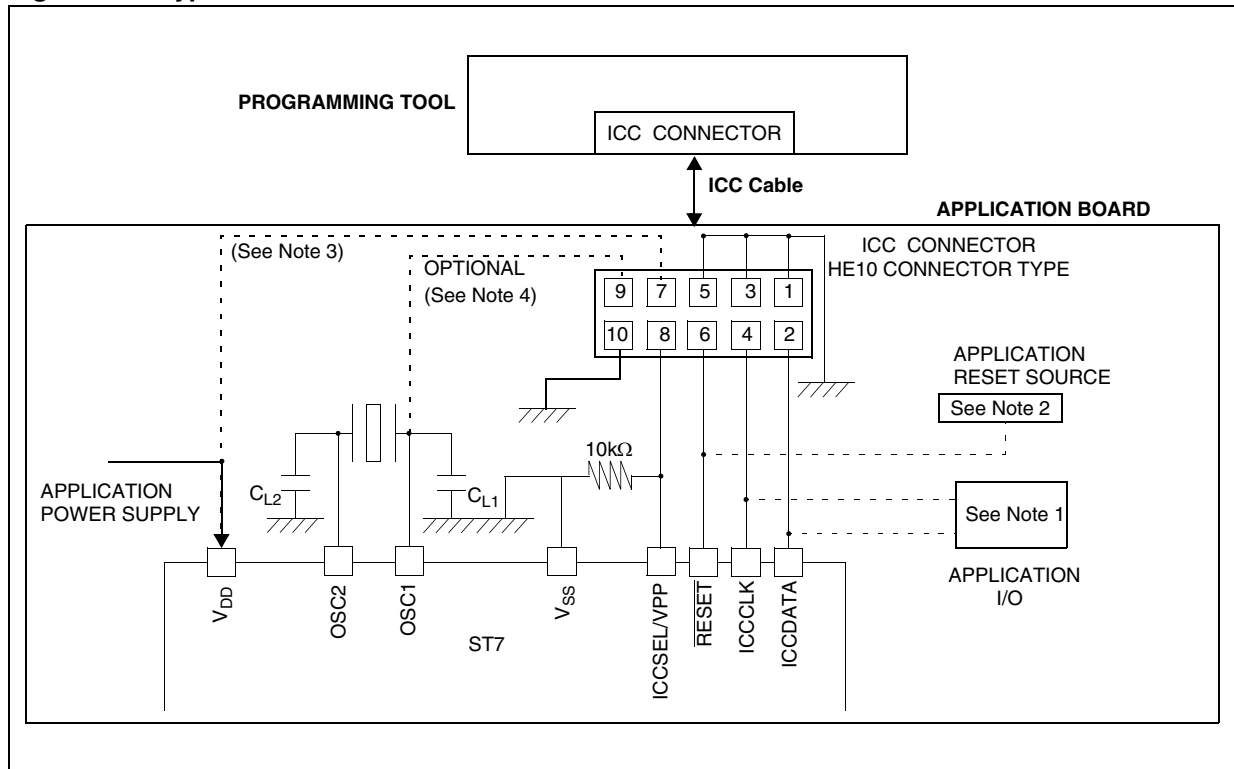 PROGRAMMING TOOL
ICC CONNECTOR
ICC Cable
APPLICATION BOARD
(See Note 3)
OPTIONAL
(See Note 4)
ICC CONNECTOR
HE10 CONNECTOR TYPE
9 7 5 3 1
10 8 6 4 2
APPLICATION
RESET SOURCE
See Note 2
10kΩ
APPLICATION
POWER SUPPLY
CL2
CL1
See Note 1
APPLICATION
I/O
VDD
OSC2
OSC1
VSS
ICCSEL/VPP
RESET
ICCCLK
ICCDATA
ST7